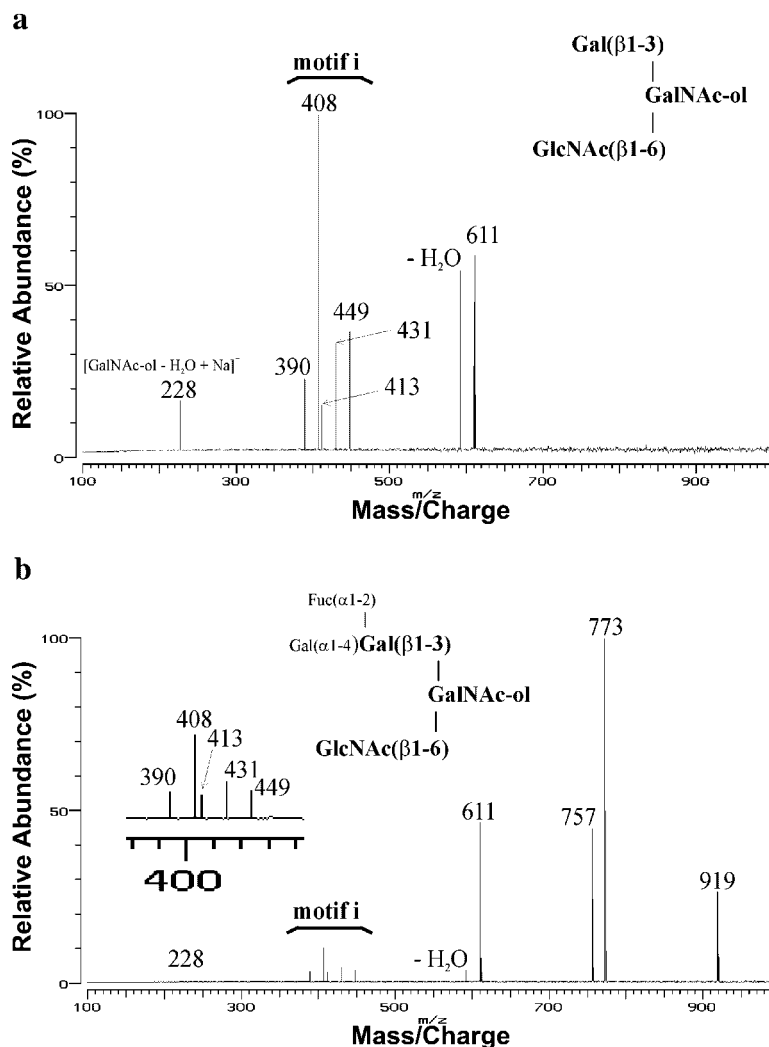 a
motif i
408
Gal(β1-3)
GalNAc-ol
GlcNAc(β1-6)
- H₂O
611
449
431
413
390
[GalNAc-ol - H₂O + Na]⁺
228
Relative Abundance (%)
100
50
0
100 300 500 700 900
m/z
Mass/Charge
b
Fuc(α1-2)
Gal(α1-4)Gal(β1-3)
GalNAc-ol
GlcNAc(β1-6)
773
408
413
390
431
449
400
611
757
919
motif i
228
- H₂O
Relative Abundance (%)
100
50
0
100 300 500 700 900
m/z
Mass/Charge